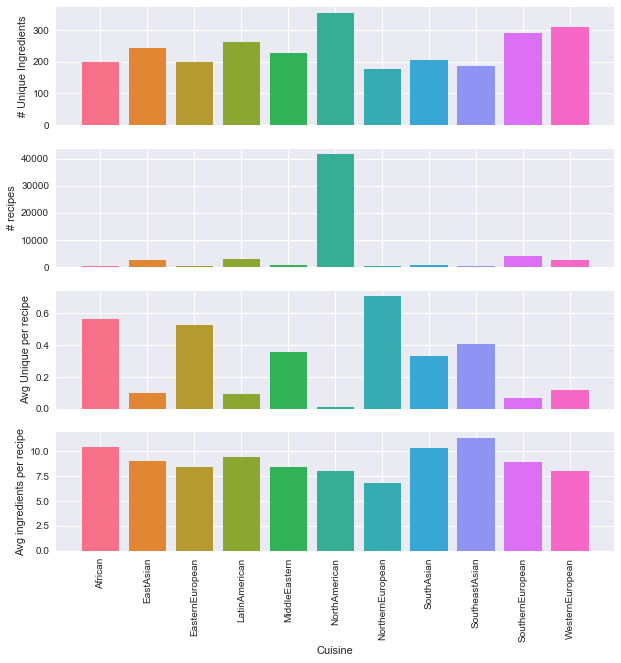 # Unique Ingredients
300
200
100
0
# recipes
40000
30000
20000
10000
0
Avg Unique per recipe
0.6
0.4
0.2
0.0
Avg ingredients per recipe
10.0
7.5
5.0
2.5
0.0
African
EastAsian
EasternEuropean
LatinAmerican
MiddleEastern
NorthAmerican
NorthernEuropean
SouthAsian
SoutheastAsian
SouthernEuropean
WesternEuropean
Cuisine